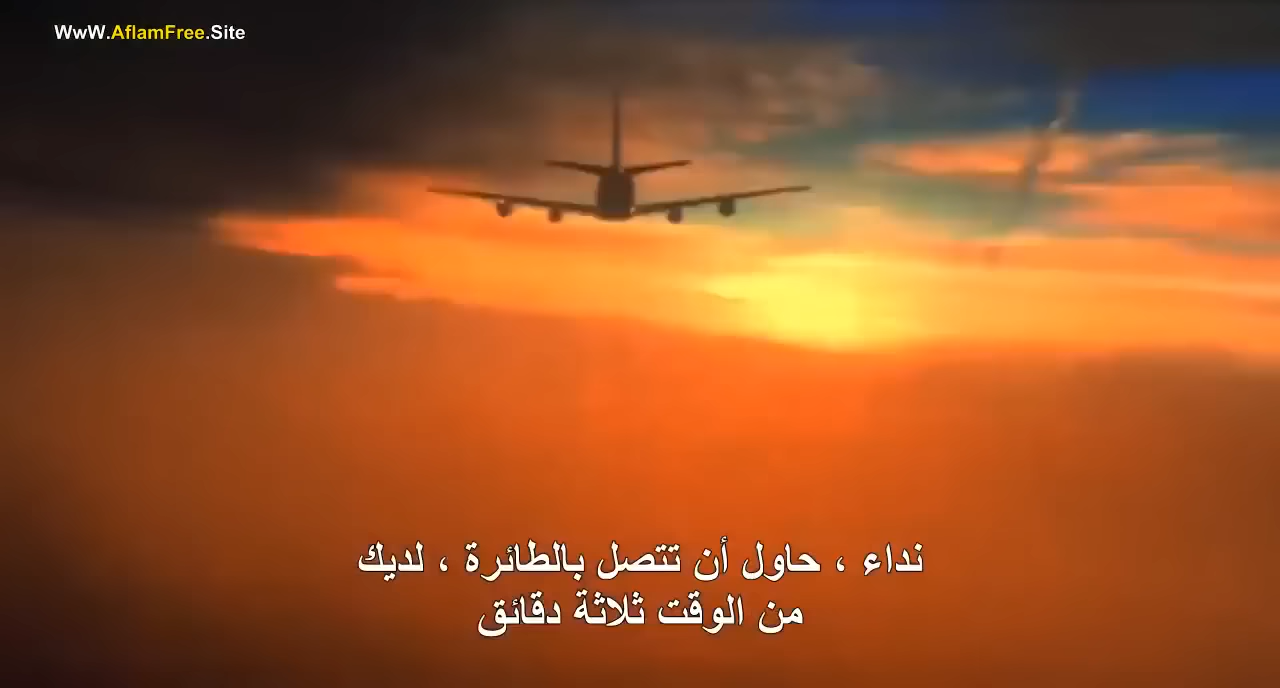 WwW.AflamFree.Site
نداء ، حاول أن تتصل بالطائرة ، لديك
من الوقت ثلاثة دقائق